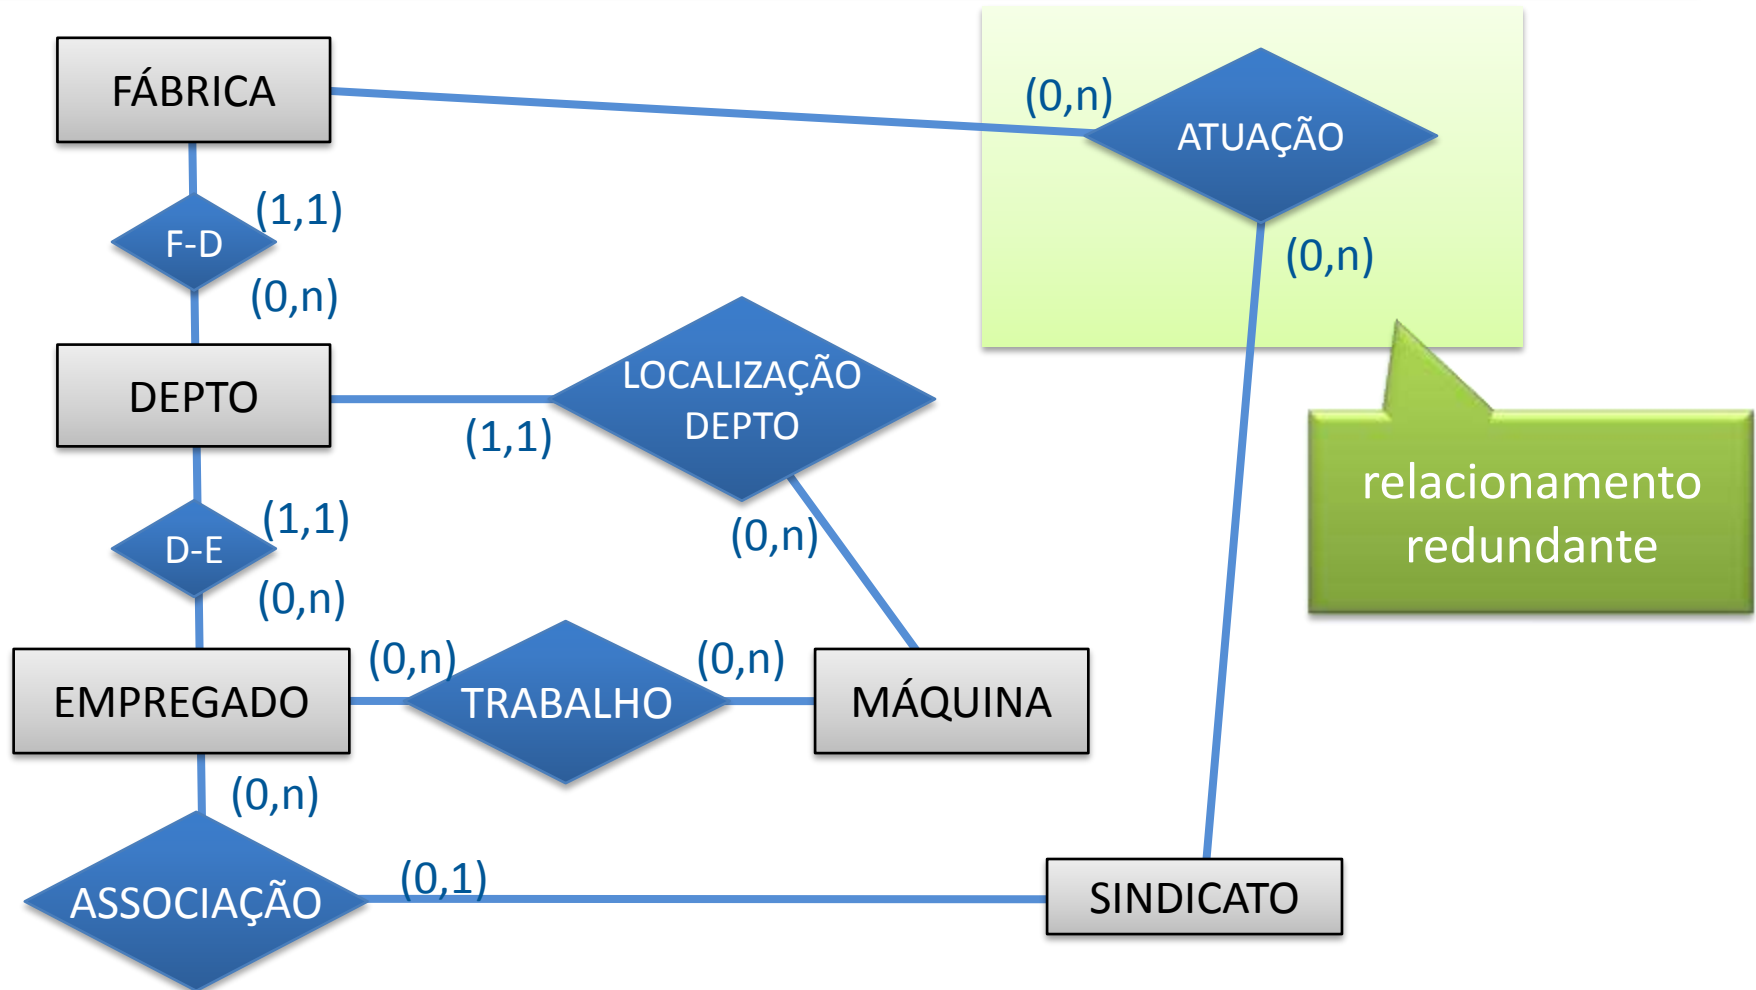 FÁBRICA
(0,n)
ATUAÇÃO
(1,1)
F-D
(0,n)
(0,n)
DEPTO
(1,1)
LOCALIZAÇÃO
DEPTO
relacionamento
redundante
(1,1)
D-E
(0,n)
(0,n)
EMPREGADO
(0,n)
TRABALHO
(0,n)
MÁQUINA
(0,n)
ASSOCIAÇÃO
(0,1)
SINDICATO